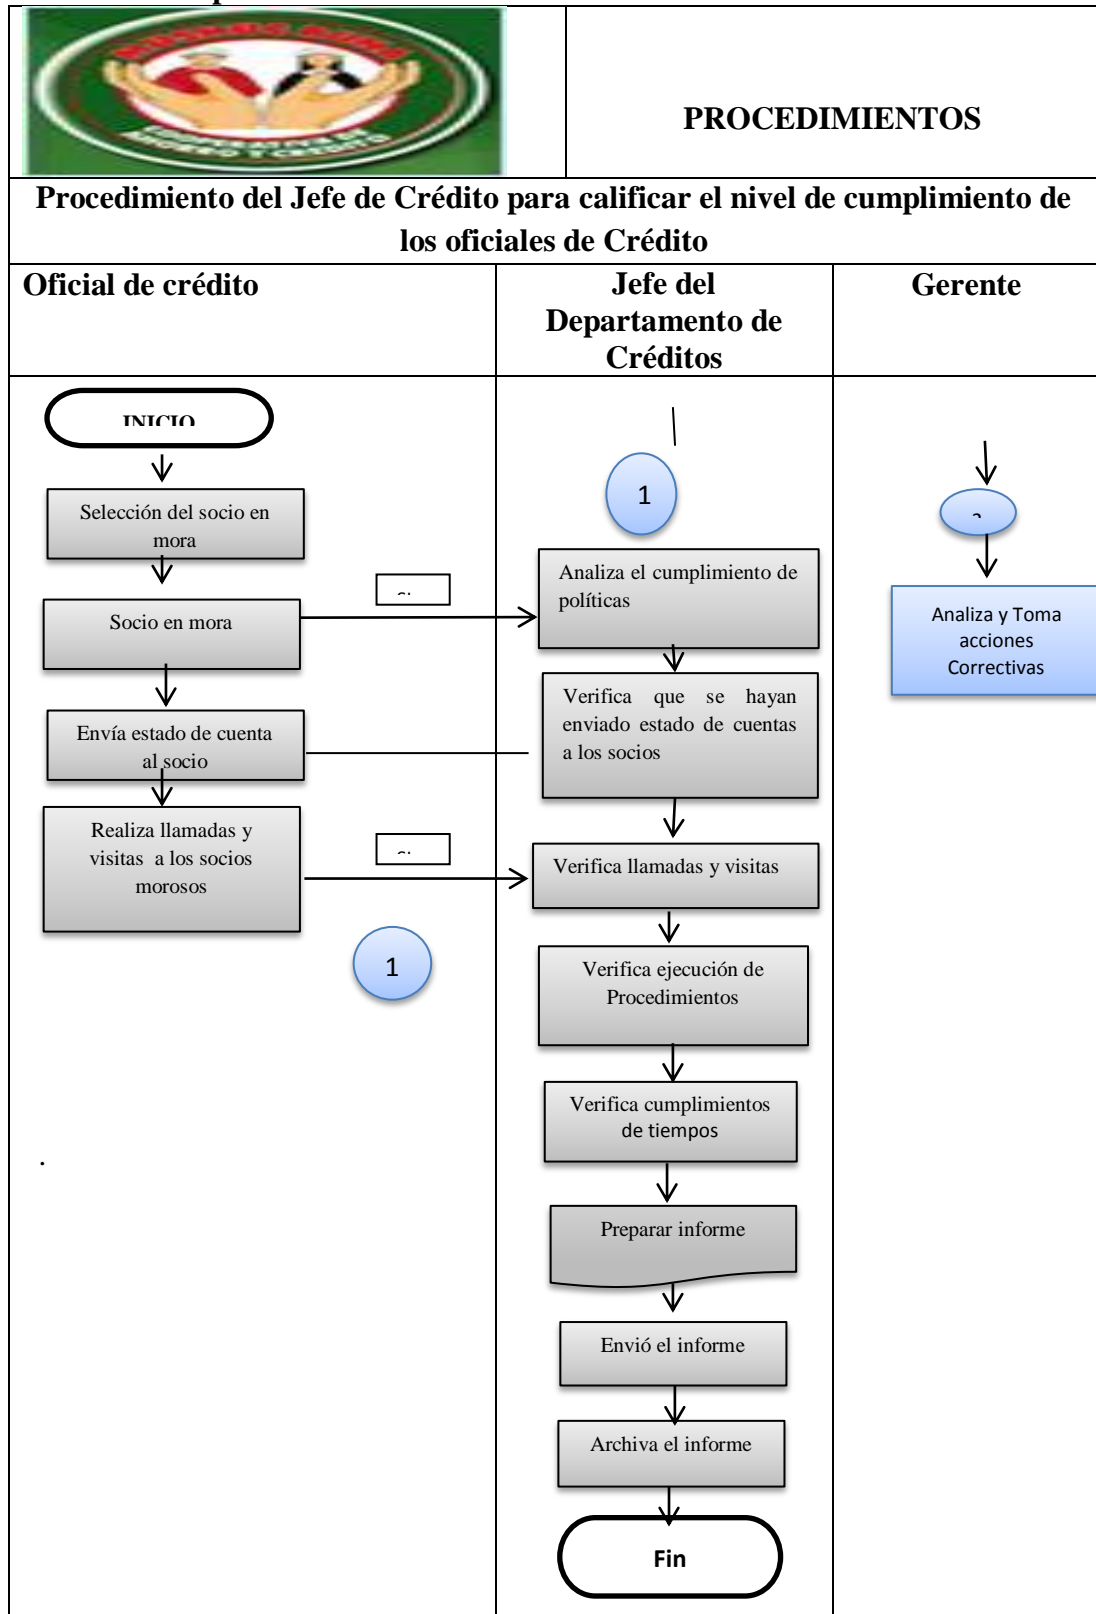 PROCEDIMIENTOS
Procedimiento del Jefe de Crédito para calificar el nivel de cumplimiento de
los oficiales de Crédito
Oficial de crédito
Jefe del
Departamento de
Créditos
Gerente
INICIO
Selección del socio en
mora
Socio en mora
Envía estado de cuenta
al socio
Realiza llamadas y
visitas a los socios
morosos
1
.
1
Analiza el cumplimiento de
políticas
Verifica que se hayan
enviado estado de cuentas
a los socios
Verifica llamadas y visitas
Verifica ejecución de
Procedimientos
Verifica cumplimientos
de tiempos
Preparar informe
Envió el informe
Archiva el informe
Fin
Analiza y Toma
acciones
Correctivas